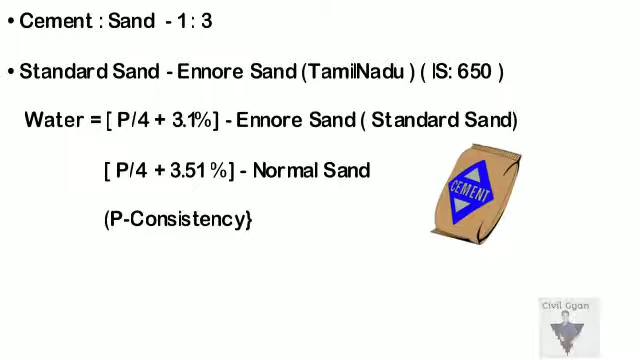 • Cement : Sand - 1 : 3
• Standard Sand - Ennore Sand (TamilNadu ) ( IS: 650 )
Water = [ P/4 + 3.1%] - Ennore Sand ( Standard Sand)
[ P/4 + 3.51 %] - Normal Sand
(P-Consistency}
CEMENT
Civil Gyan